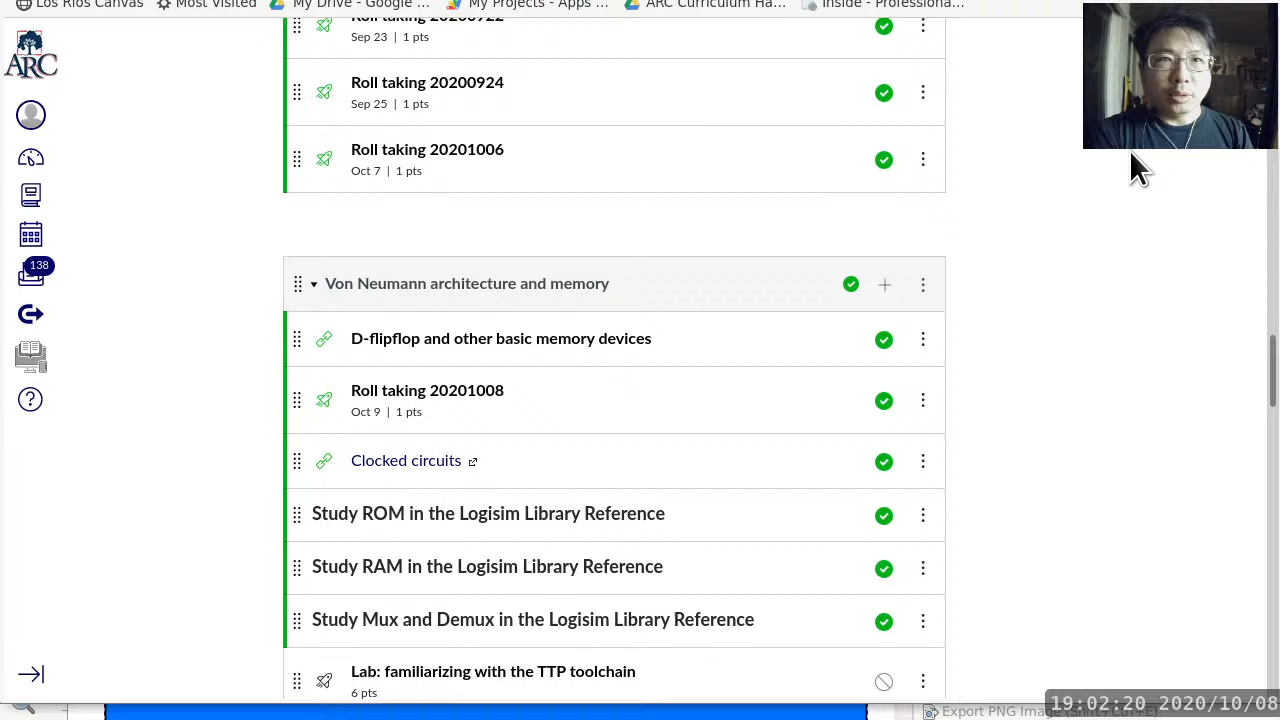 Los Rios Canvas
Most Visited
My Drive - Google ...
My Projects - Apps ...
ARC Curriculum Ha...
Inside - Professiona...
ARC
138
Roll taking 20200922
Sep 23 | 1 pts
Roll taking 20200924
Sep 25 | 1 pts
Roll taking 20201006
Oct 7 | 1 pts
Von Neumann architecture and memory
D-flipflop and other basic memory devices
Roll taking 20201008
Oct 9 | 1 pts
Clocked circuits
Study ROM in the Logisim Library Reference
Study RAM in the Logisim Library Reference
Study Mux and Demux in the Logisim Library Reference
Lab: familiarizing with the TTP toolchain
6 pts
19:02:20 2020/10/08
Export PNG Image (Shift+Ctrl+E)